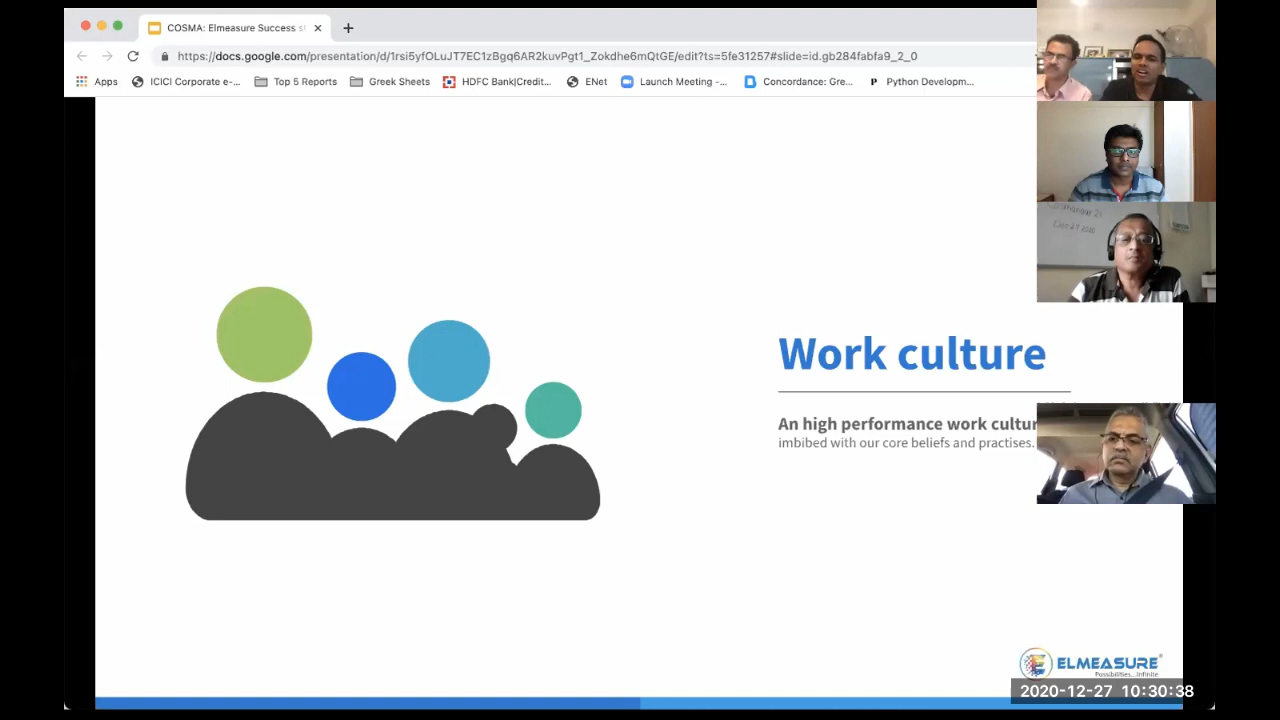 COSMA: Elmeasure Success s
https://docs.google.com/presentation/d/1rsi5yfOLuJT7EC1zBgq6AR2kuvPgt1_Zokdhe6mQtGE/edit?ts=5fe31257#slide=id.gb284fabfa9_2_0
Apps ICICI Corporate e-... Top 5 Reports Greek Sheets HDFC Bank|Credit... ENet Launch Meeting -... Concordance: Gre... P Python Developm...
Work culture
An high performance work cultur
imbibed with our core beliefs and practises.
ELMEASURE®
Possibilities...Infinite
2020-12-27 10:30:38